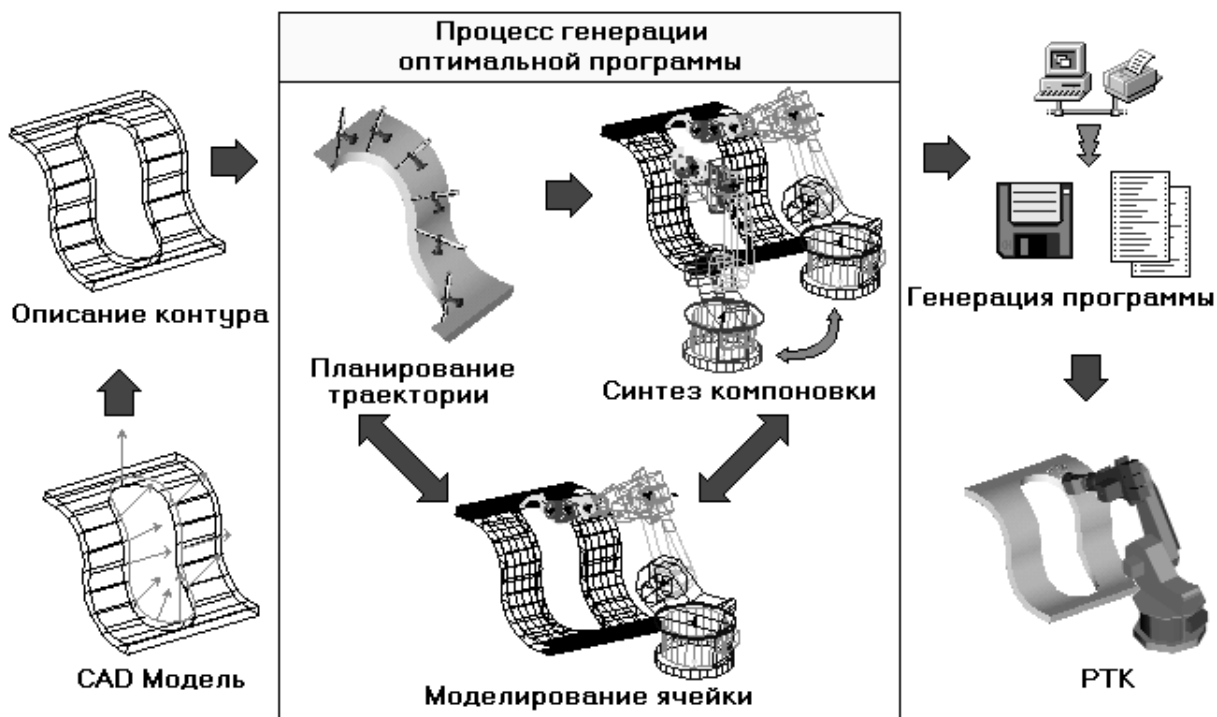 Процесс генерации
оптимальной программы
Описание контура
Планирование
траектории
Синтез компоновки
Генерация программы
CAD Модель
Моделирование ячейки
РТК